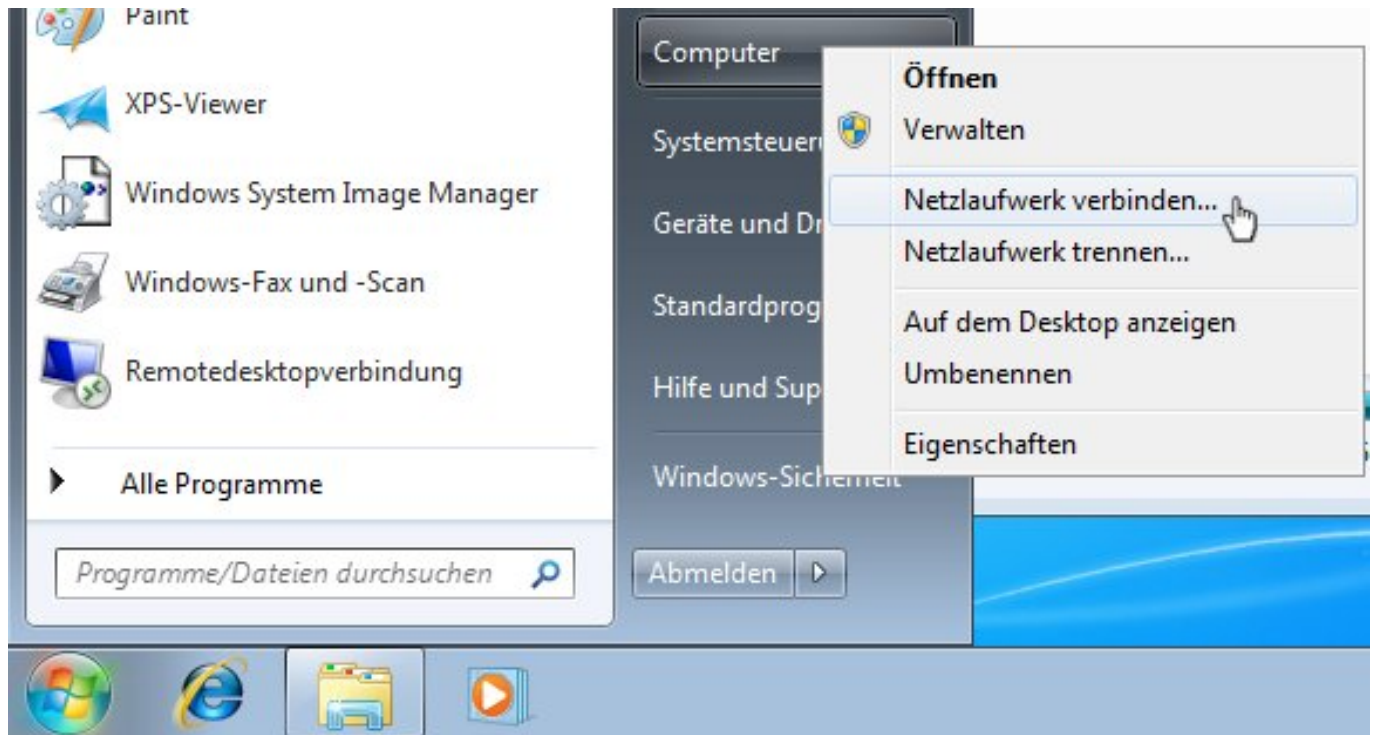 Paint
XPS-Viewer
Windows System Image Manager
Windows-Fax und -Scan
Remotedesktopverbindung
Alle Programme
Programme/Dateien durchsuchen
Computer
Systemsteueru
Geräte und Dr
Standardprog
Hilfe und Sup
Windows-Sicherheit
Abmelden
Öffnen
Verwalten
Netzlaufwerk verbinden...
Netzlaufwerk trennen...
Auf dem Desktop anzeigen
Umbenennen
Eigenschaften